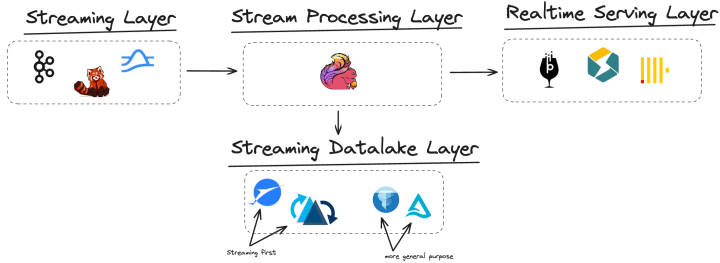 Streaming Layer
Stream Processing Layer
Realtime Serving Layer
Streaming Datalake Layer
Streaming first
more general purpose